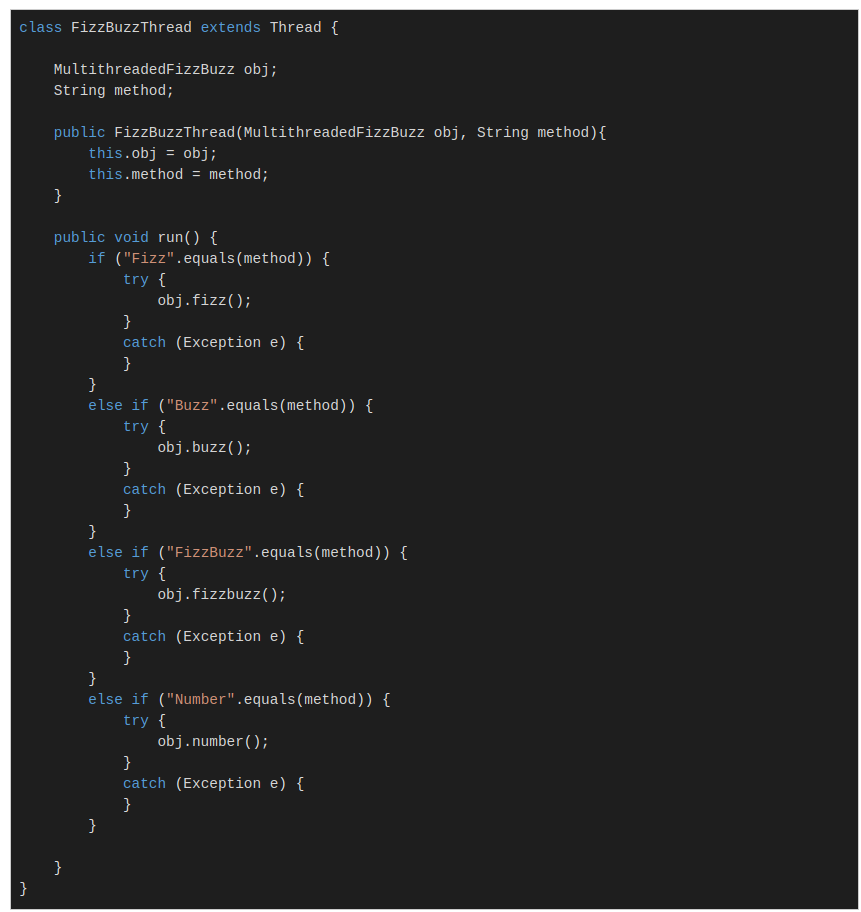 class FizzBuzzThread extends Thread {

    MultithreadedFizzBuzz obj;
    String method;

    public FizzBuzzThread(MultithreadedFizzBuzz obj, String method){
        this.obj = obj;
        this.method = method;
    }

    public void run() {
        if ("Fizz".equals(method)) {
            try {
                obj.fizz();
            }
            catch (Exception e) {
            }
        }
        else if ("Buzz".equals(method)) {
            try {
                obj.buzz();
            }
            catch (Exception e) {
            }
        }
        else if ("FizzBuzz".equals(method)) {
            try {
                obj.fizzbuzz();
            }
            catch (Exception e) {
            }
        }
        else if ("Number".equals(method)) {
            try {
                obj.number();
            }
            catch (Exception e) {
            }
        }

    }
}